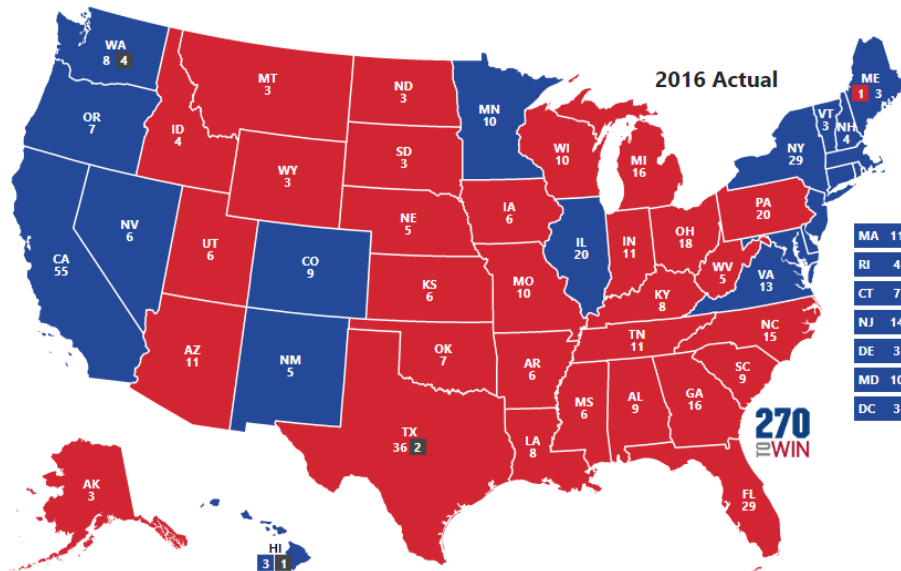 2016 Actual
WA
8 4
OR
7
CA
55
NV
6
ID
4
MT
3
WY
3
UT
6
CO
9
AZ
11
NM
5
ND
3
SD
3
NE
5
KS
6
OK
7
TX
36 2
MN
10
IA
6
MO
10
AR
6
LA
8
WI
10
IL
20
MI
16
IN
11
OH
18
KY
8
TN
11
MS
6
AL
9
GA
16
FL
29
SC
9
NC
15
VA
13
WV
5
PA
20
NY
29
VT
3
NH
4
ME
1 3
MA 11
RI 4
CT 7
NJ 14
DE 3
MD 10
DC 3
AK
3
HI
3 1
270
TO WIN